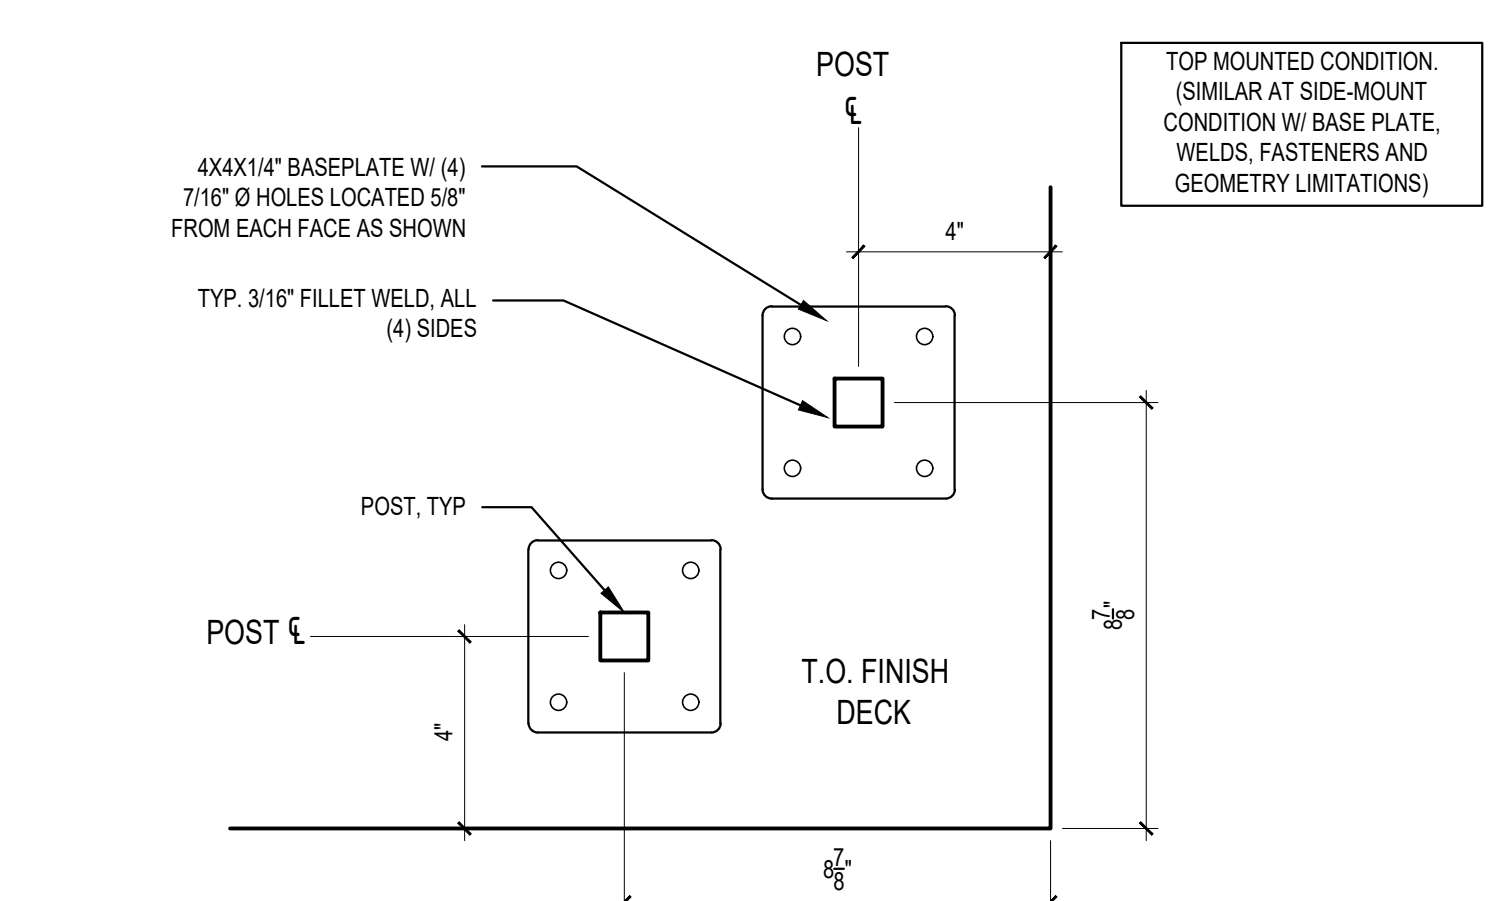 POST
℄
TOP MOUNTED CONDITION.
(SIMILAR AT SIDE-MOUNT
CONDITION W/ BASE PLATE,
WELDS, FASTENERS AND
GEOMETRY LIMITATIONS)
4X4X1/4" BASEPLATE W/ (4)
7/16" Ø HOLES LOCATED 5/8"
FROM EACH FACE AS SHOWN
4"
TYP. 3/16" FILLET WELD, ALL
(4) SIDES
POST, TYP
POST ℄
8 7/8"
T.O. FINISH
DECK
4"
8 7/8"